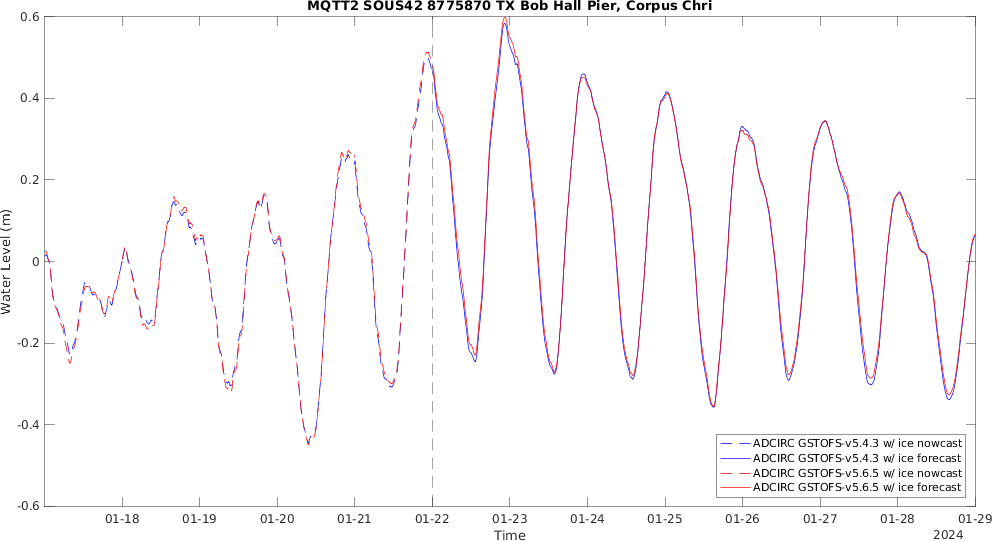 MQTT2 SOUS42 8775870 TX Bob Hall Pier, Corpus Chri
0.6
0.4
0.2
0
-0.2
-0.4
-0.6
Water Level (m)
ADCIRC GSTOFS-v5.4.3 w/ ice nowcast
ADCIRC GSTOFS-v5.4.3 w/ ice forecast
ADCIRC GSTOFS-v5.6.5 w/ ice nowcast
ADCIRC GSTOFS-v5.6.5 w/ ice forecast
01-18 01-19 01-20 01-21 01-22 01-23 01-24 01-25 01-26 01-27 01-28 01-29
Time
2024